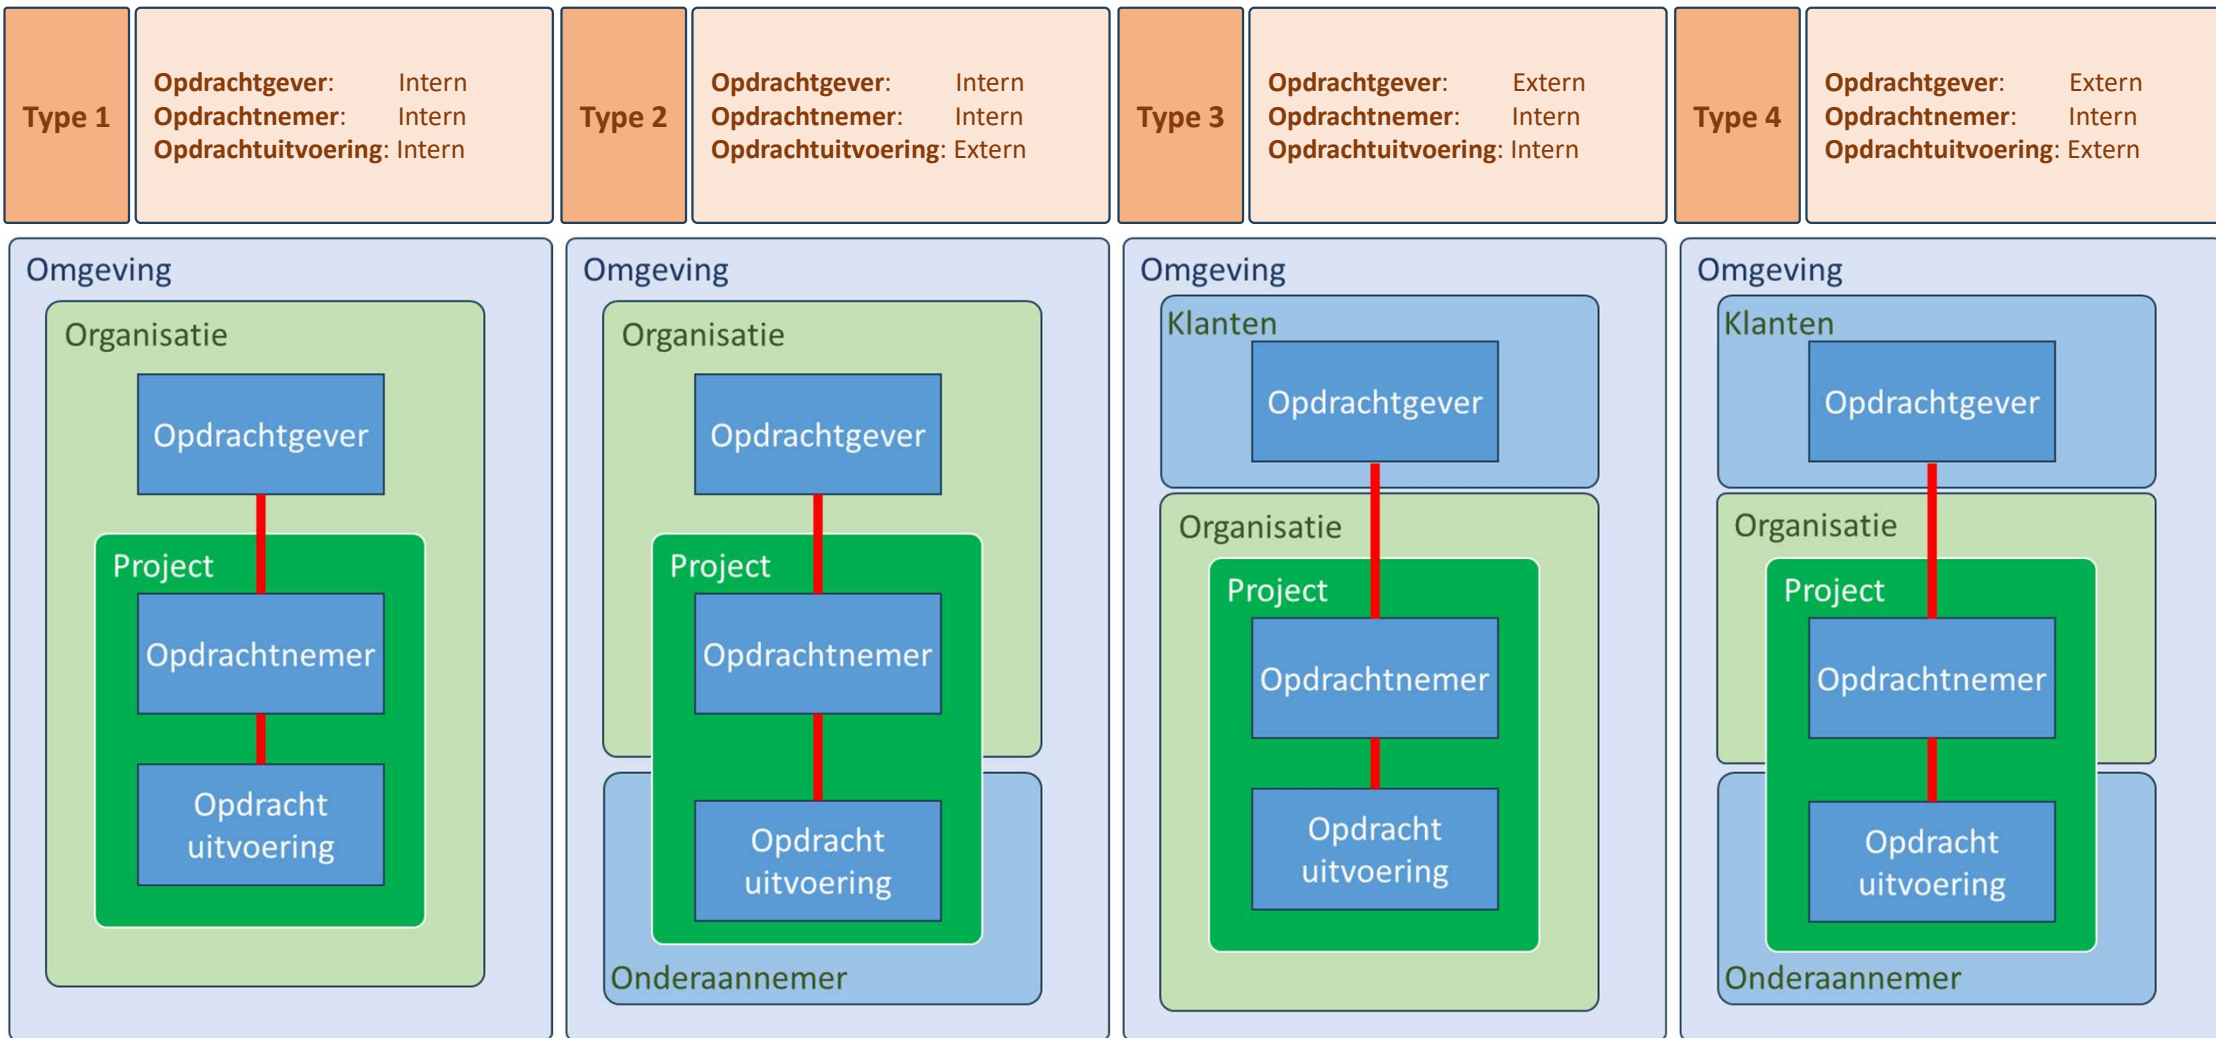 Type 1
Opdrachtgever: Intern
Opdrachtnemer: Intern
Opdrachtuitvoering: Intern
Type 2
Opdrachtgever: Intern
Opdrachtnemer: Intern
Opdrachtuitvoering: Extern
Type 3
Opdrachtgever: Extern
Opdrachtnemer: Intern
Opdrachtuitvoering: Intern
Type 4
Opdrachtgever: Extern
Opdrachtnemer: Intern
Opdrachtuitvoering: Extern
Omgeving
Organisatie
Opdrachtgever
Project
Opdrachtnemer
Opdracht
uitvoering
Omgeving
Organisatie
Opdrachtgever
Project
Opdrachtnemer
Opdracht
uitvoering
Onderaannemer
Omgeving
Klanten
Opdrachtgever
Organisatie
Project
Opdrachtnemer
Opdracht
uitvoering
Omgeving
Klanten
Opdrachtgever
Organisatie
Project
Opdrachtnemer
Opdracht
uitvoering
Onderaannemer